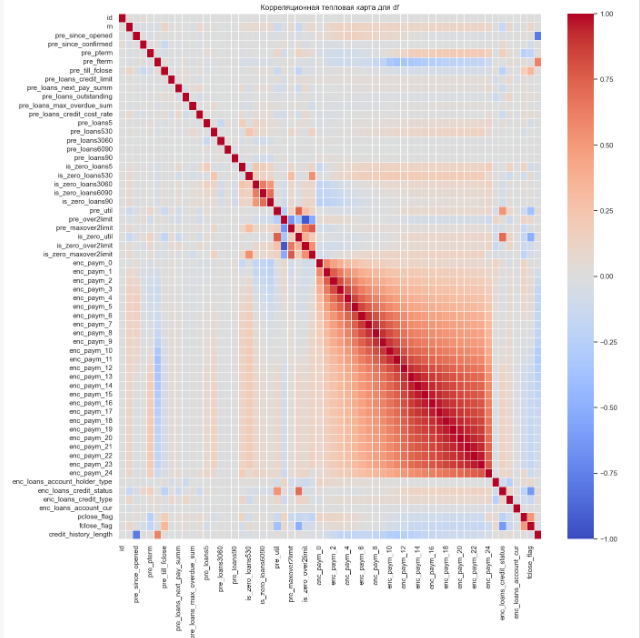 Корреляционная тепловая карта для df
id
rn
pre_since_opened
pre_since_confirmed
pre_pterm
pre_fterm
pre_till_fclose
pre_loans_credit_limit
pre_loans_next_pay_summ
pre_loans_outstanding
pre_loans_max_overdue_sum
pre_loans_credit_cost_rate
pre_loans5
pre_loans530
pre_loans3060
pre_loans6090
pre_loans90
is_zero_loans5
is_zero_loans530
is_zero_loans3060
is_zero_loans6090
is_zero_loans90
pre_util
pre_over2limit
pre_maxover2limit
is_zero_util
is_zero_over2limit
is_zero_maxover2limit
enc_paym_0
enc_paym_1
enc_paym_2
enc_paym_3
enc_paym_4
enc_paym_5
enc_paym_6
enc_paym_7
enc_paym_8
enc_paym_9
enc_paym_10
enc_paym_11
enc_paym_12
enc_paym_13
enc_paym_14
enc_paym_15
enc_paym_16
enc_paym_17
enc_paym_18
enc_paym_19
enc_paym_20
enc_paym_21
enc_paym_22
enc_paym_23
enc_paym_24
enc_loans_account_holder_type
enc_loans_credit_status
enc_loans_credit_type
enc_loans_account_cur
pclose_flag
fclose_flag
credit_history_length
id
pre_since_opened
pre_pterm
pre_till_fclose
pre_loans_next_pay_summ
pre_loans_max_overdue_sum
pre_loans5
pre_loans3060
pre_loans90
is_zero_loans530
is_zero_loans6090
pre_util
pre_maxover2limit
is_zero_over2limit
enc_paym_0
enc_paym_2
enc_paym_4
enc_paym_6
enc_paym_8
enc_paym_10
enc_paym_12
enc_paym_14
enc_paym_16
enc_paym_18
enc_paym_20
enc_paym_22
enc_paym_24
enc_loans_credit_status
enc_loans_account_cur
fclose_flag
1.00
0.75
0.50
0.25
0.00
−0.25
−0.50
−0.75
−1.00